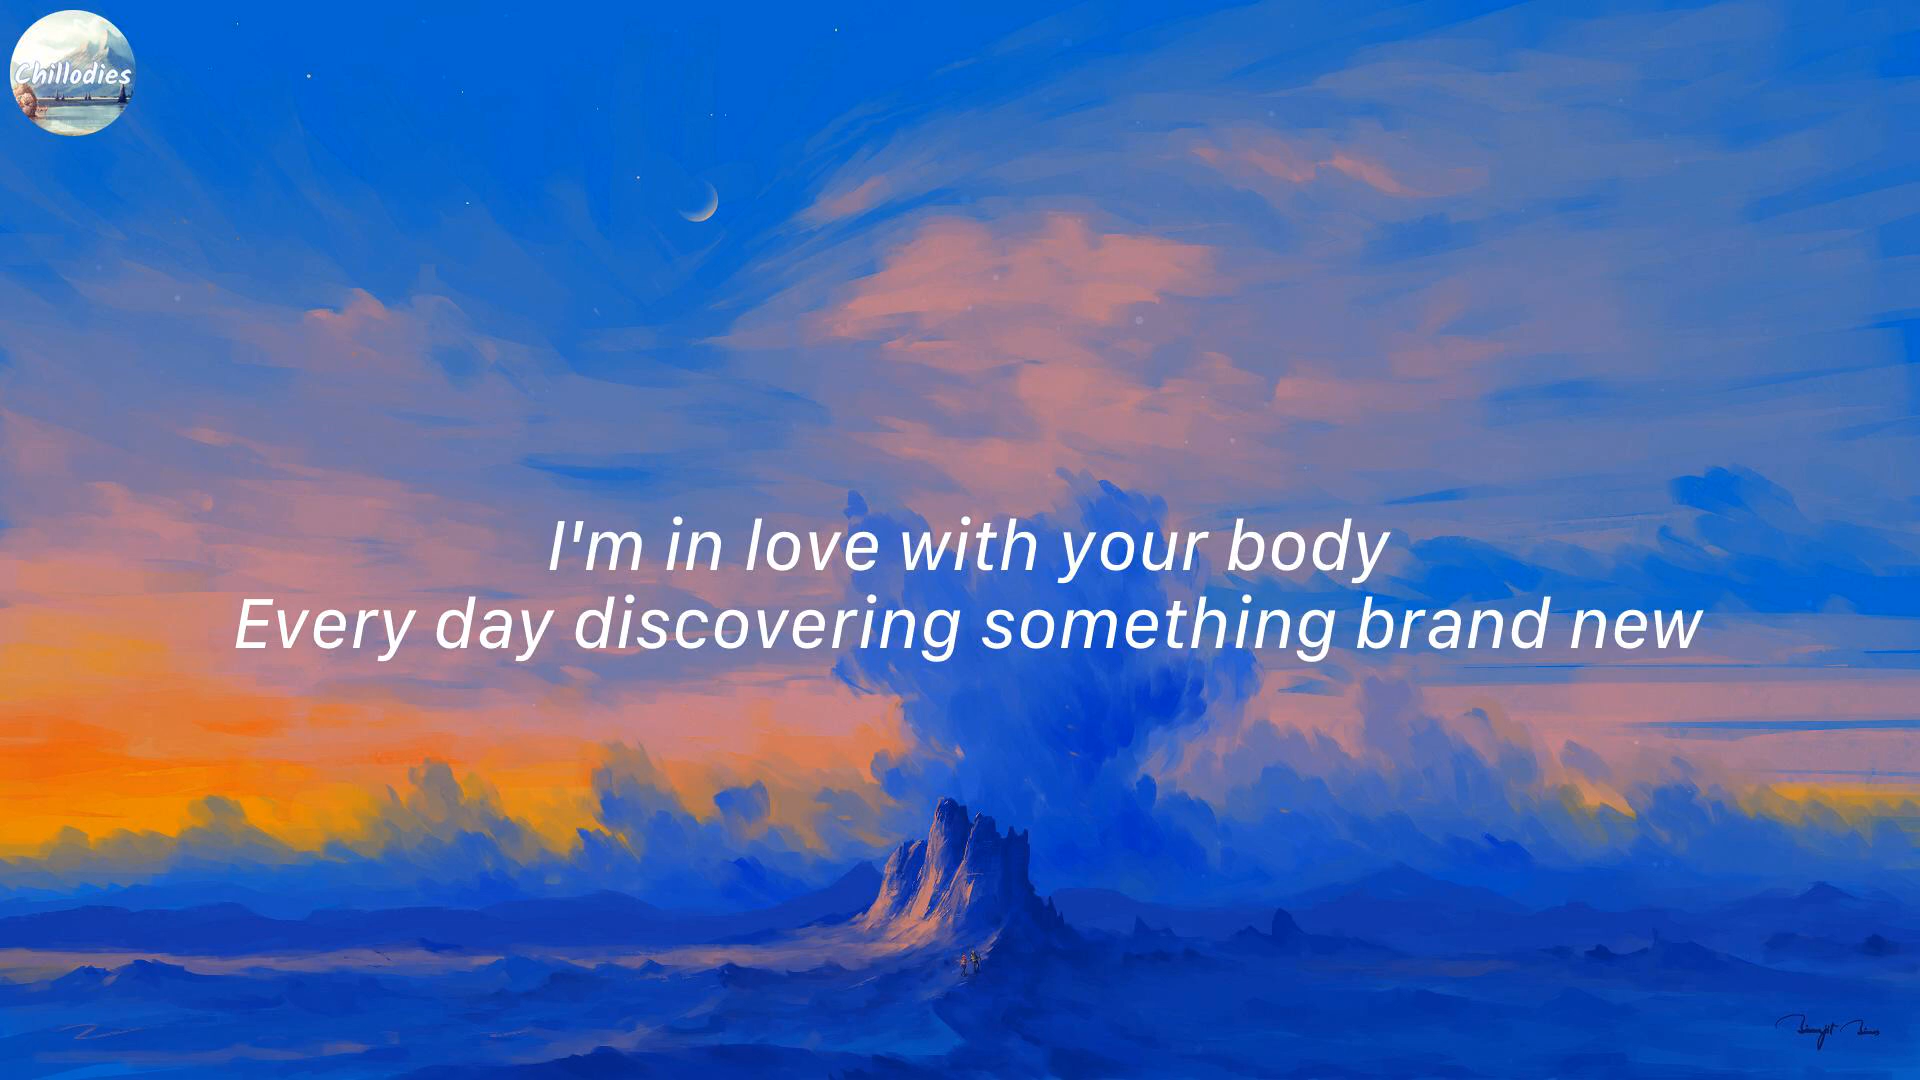 Chillodies
I'm in love with your body
Every day discovering something brand new